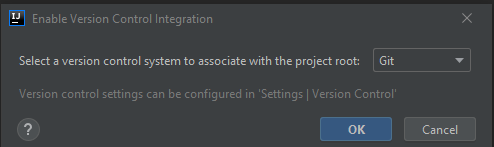 IJ
Enable Version Control Integration
Select a version control system to associate with the project root: Git
Version control settings can be configured in 'Settings | Version Control'
? OK Cancel